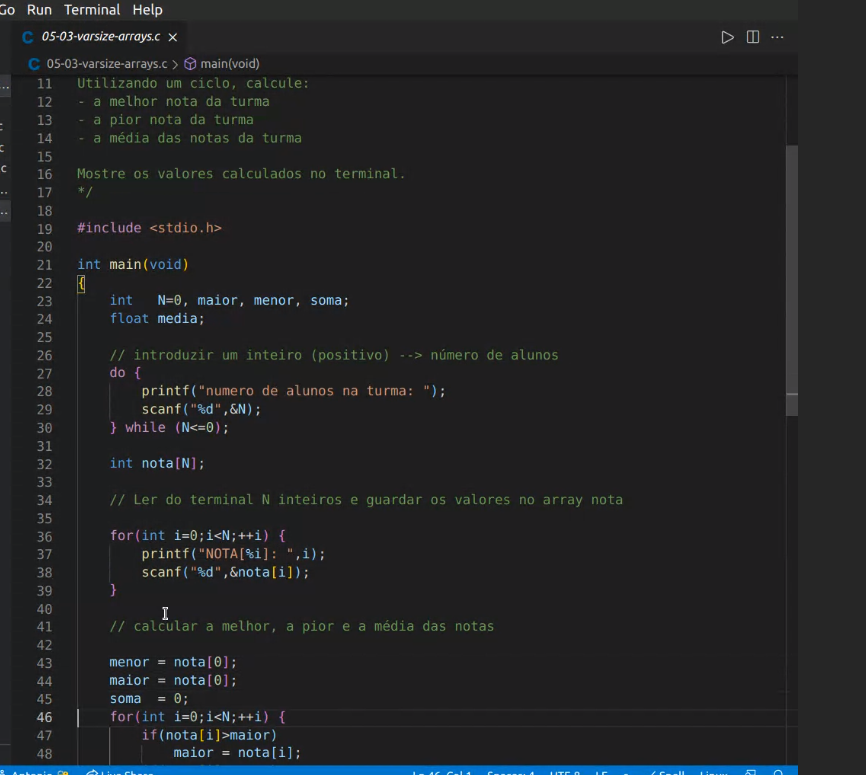 Go Run Terminal Help
C 05-03-varsize-arrays.c ×
C 05-03-varsize-arrays.c > main(void)
11 Utilizando um ciclo, calcule:
12 - a melhor nota da turma
13 - a pior nota da turma
14 - a média das notas da turma
15
16 Mostre os valores calculados no terminal.
17 */
18
19 #include <stdio.h>
20
21 int main(void)
22 {
23 int   N=0, maior, menor, soma;
24 float media;
25
26 // introduzir um inteiro (positivo) --> número de alunos
27 do {
28 printf("numero de alunos na turma: ");
29 scanf("%d",&N);
30 } while (N<=0);
31
32 int nota[N];
33
34 // Ler do terminal N inteiros e guardar os valores no array nota
35
36 for(int i=0;i<N;++i) {
37 printf("NOTA[%i]: ",i);
38 scanf("%d",&nota[i]);
39 }
40
41 // calcular a melhor, a pior e a média das notas
42
43 menor = nota[0];
44 maior = nota[0];
45 soma  = 0;
46 for(int i=0;i<N;++i) {
47 if(nota[i]>maior)
48 maior = nota[i];